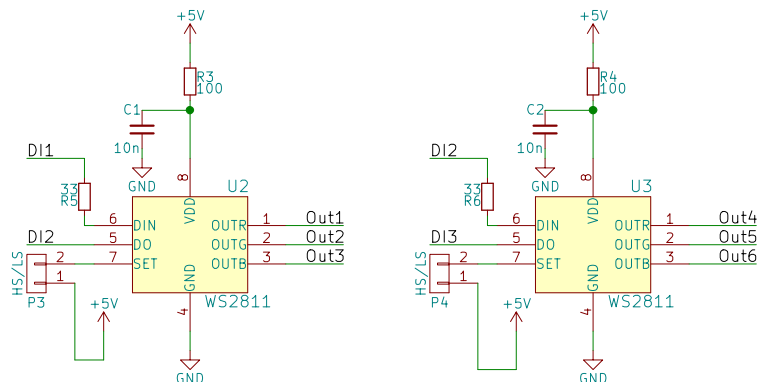 +5V
R3
100
C1
10n
GND
DI1
33
R5
8
U2
VDD
6 DIN OUTR 1 Out1
DI2 5 DO OUTG 2 Out2
7 SET OUTB 3 Out3
HS/LS
2
1
P3
+5V
GND
WS2811
4
GND
+5V
R4
100
C2
10n
GND
DI2
33
R6
8
U3
VDD
6 DIN OUTR 1 Out4
DI3 5 DO OUTG 2 Out5
7 SET OUTB 3 Out6
HS/LS
2
1
P4
+5V
GND
WS2811
4
GND